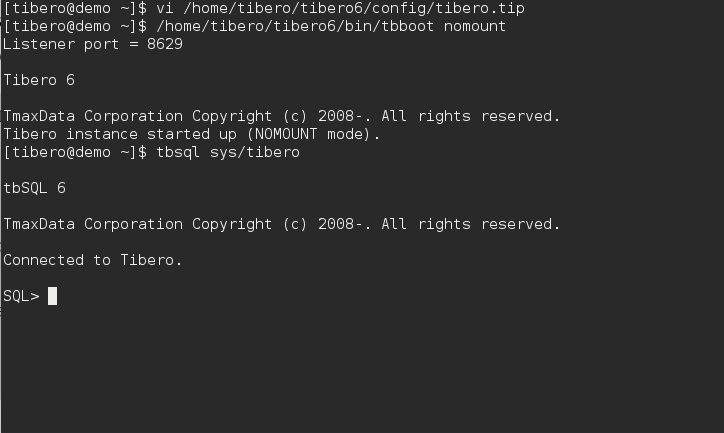 [tibero@demo ~]$ vi /home/tibero/tibero6/config/tibero.tip
[tibero@demo ~]$ /home/tibero/tibero6/bin/tbboot nomount
Listener port = 8629
Tibero 6
TmaxData Corporation Copyright (c) 2008-. All rights reserved.
Tibero instance started up (NOMOUNT mode).
[tibero@demo ~]$ tbsql sys/tibero
tbSQL 6
TmaxData Corporation Copyright (c) 2008-. All rights reserved.
Connected to Tibero.
SQL>